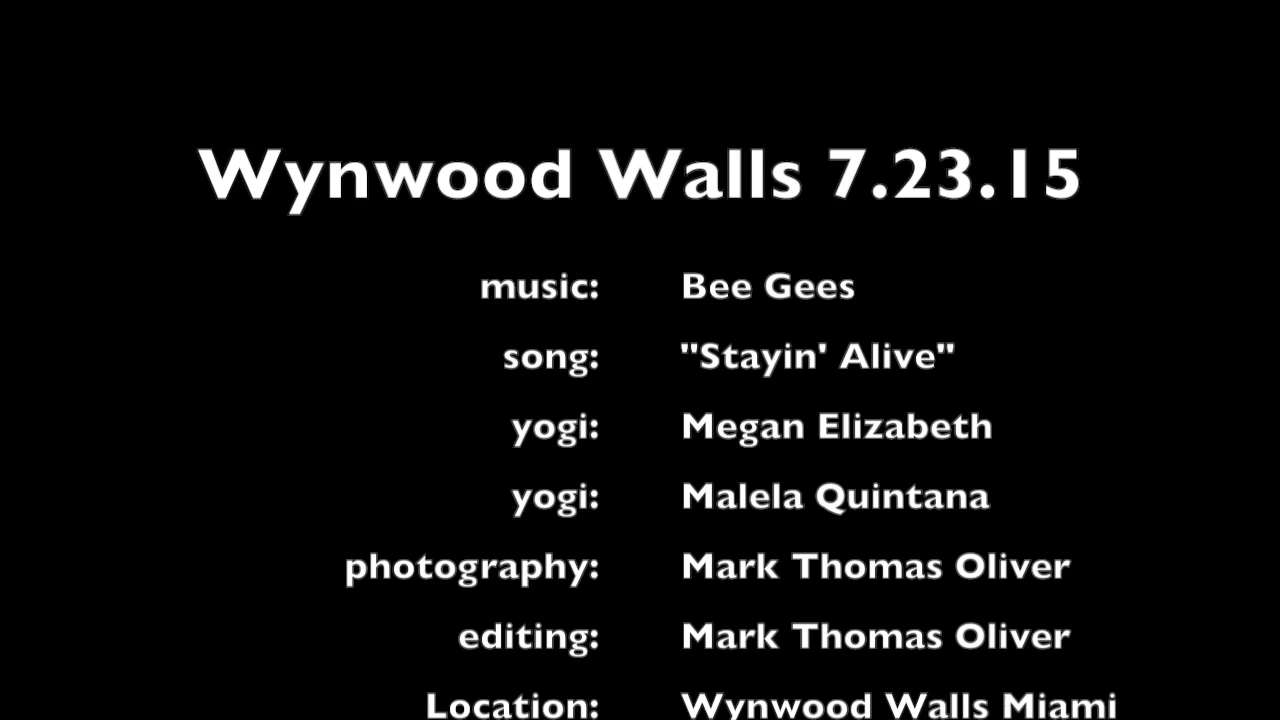 Wynwood Walls 7.23.15
music: Bee Gees
song: "Stayin' Alive"
yogi: Megan Elizabeth
yogi: Malela Quintana
photography: Mark Thomas Oliver
editing: Mark Thomas Oliver
Location: Wynwood Walls Miami